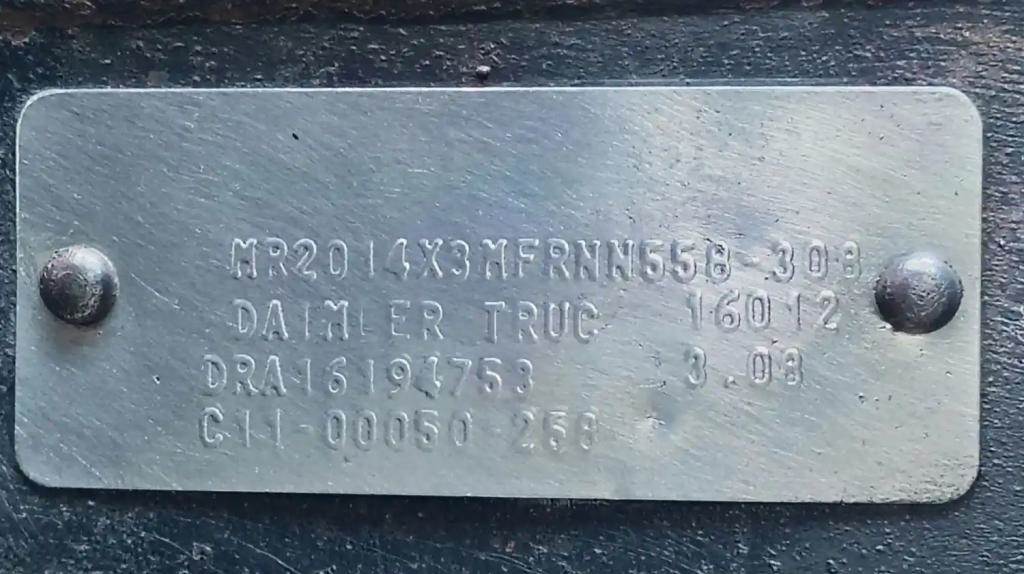 MR2014X3MFRNN558-308
DAIMLER TRUC 16012
DRA16194753 3.08
C11-00050-258